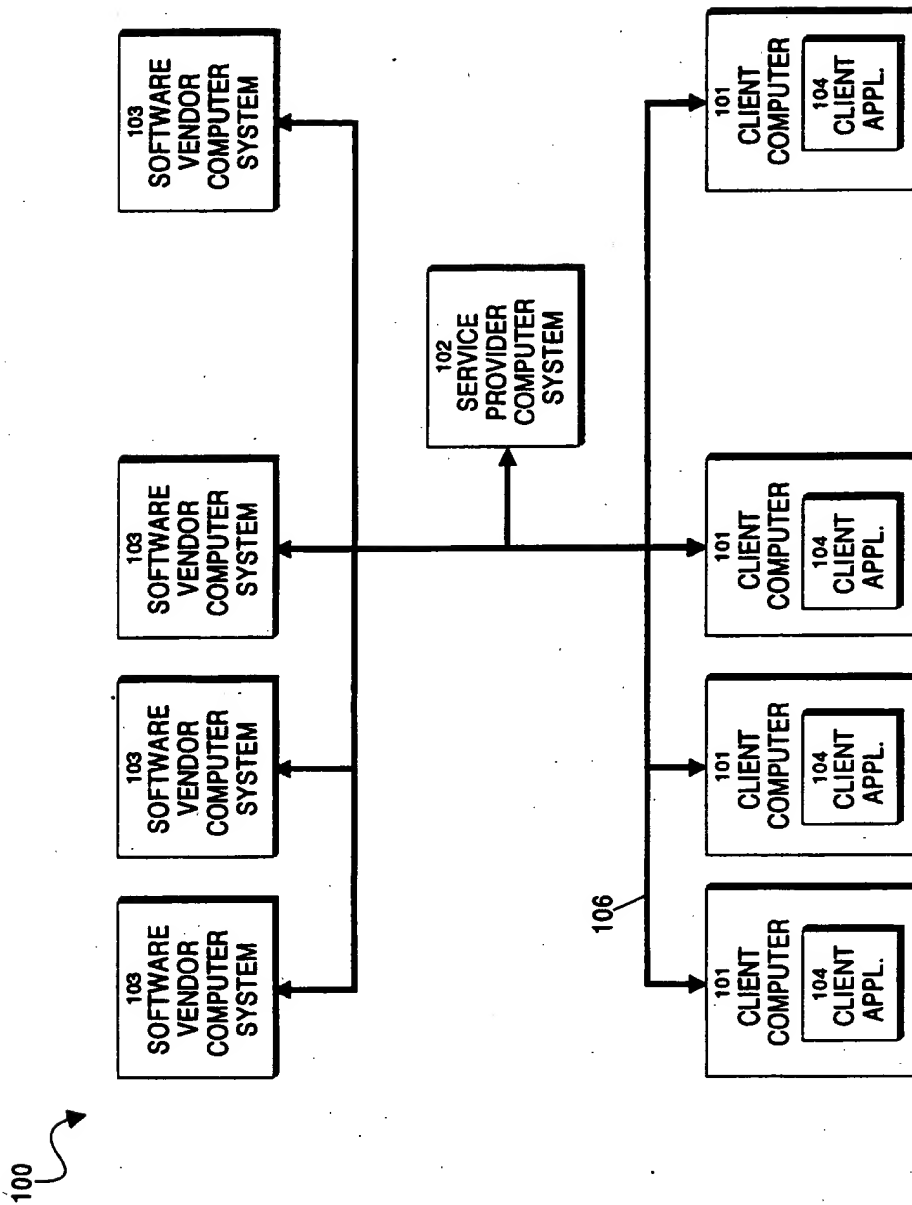 100
103
SOFTWARE
VENDOR
COMPUTER
SYSTEM
103
SOFTWARE
VENDOR
COMPUTER
SYSTEM
103
SOFTWARE
VENDOR
COMPUTER
SYSTEM
103
SOFTWARE
VENDOR
COMPUTER
SYSTEM
102
SERVICE
PROVIDER
COMPUTER
SYSTEM
106
101
CLIENT
COMPUTER
104
CLIENT
APPL.
101
CLIENT
COMPUTER
104
CLIENT
APPL.
101
CLIENT
COMPUTER
104
CLIENT
APPL.
101
CLIENT
COMPUTER
104
CLIENT
APPL.